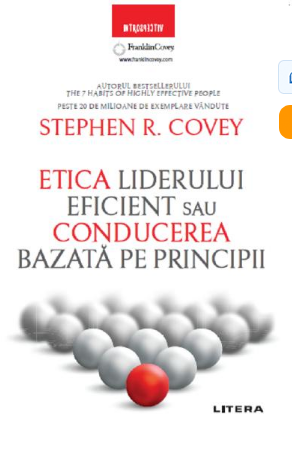 INTROSPECTIV
FranklinCovey
www.franklincovey.com
AUTORUL BESTSELLERULUI
THE 7 HABITS OF HIGHLY EFFECTIVE PEOPLE
PESTE 20 DE MILIOANE DE EXEMPLARE VÂNDUTE
STEPHEN R. COVEY
ETICA LIDERULUI
EFICIENT SAU
CONDUCEREA
BAZATĂ PE PRINCIPII
LITERA